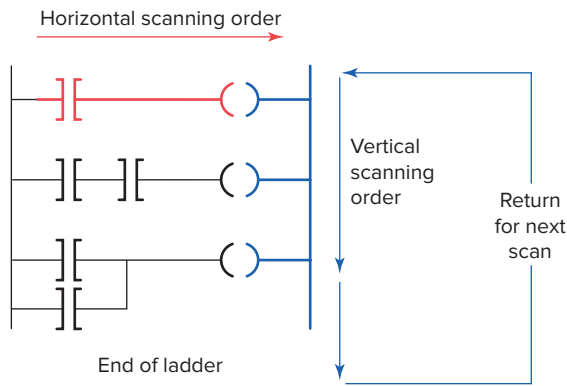 Horizontal scanning order
Vertical
scanning
order
Return
for next
scan
End of ladder